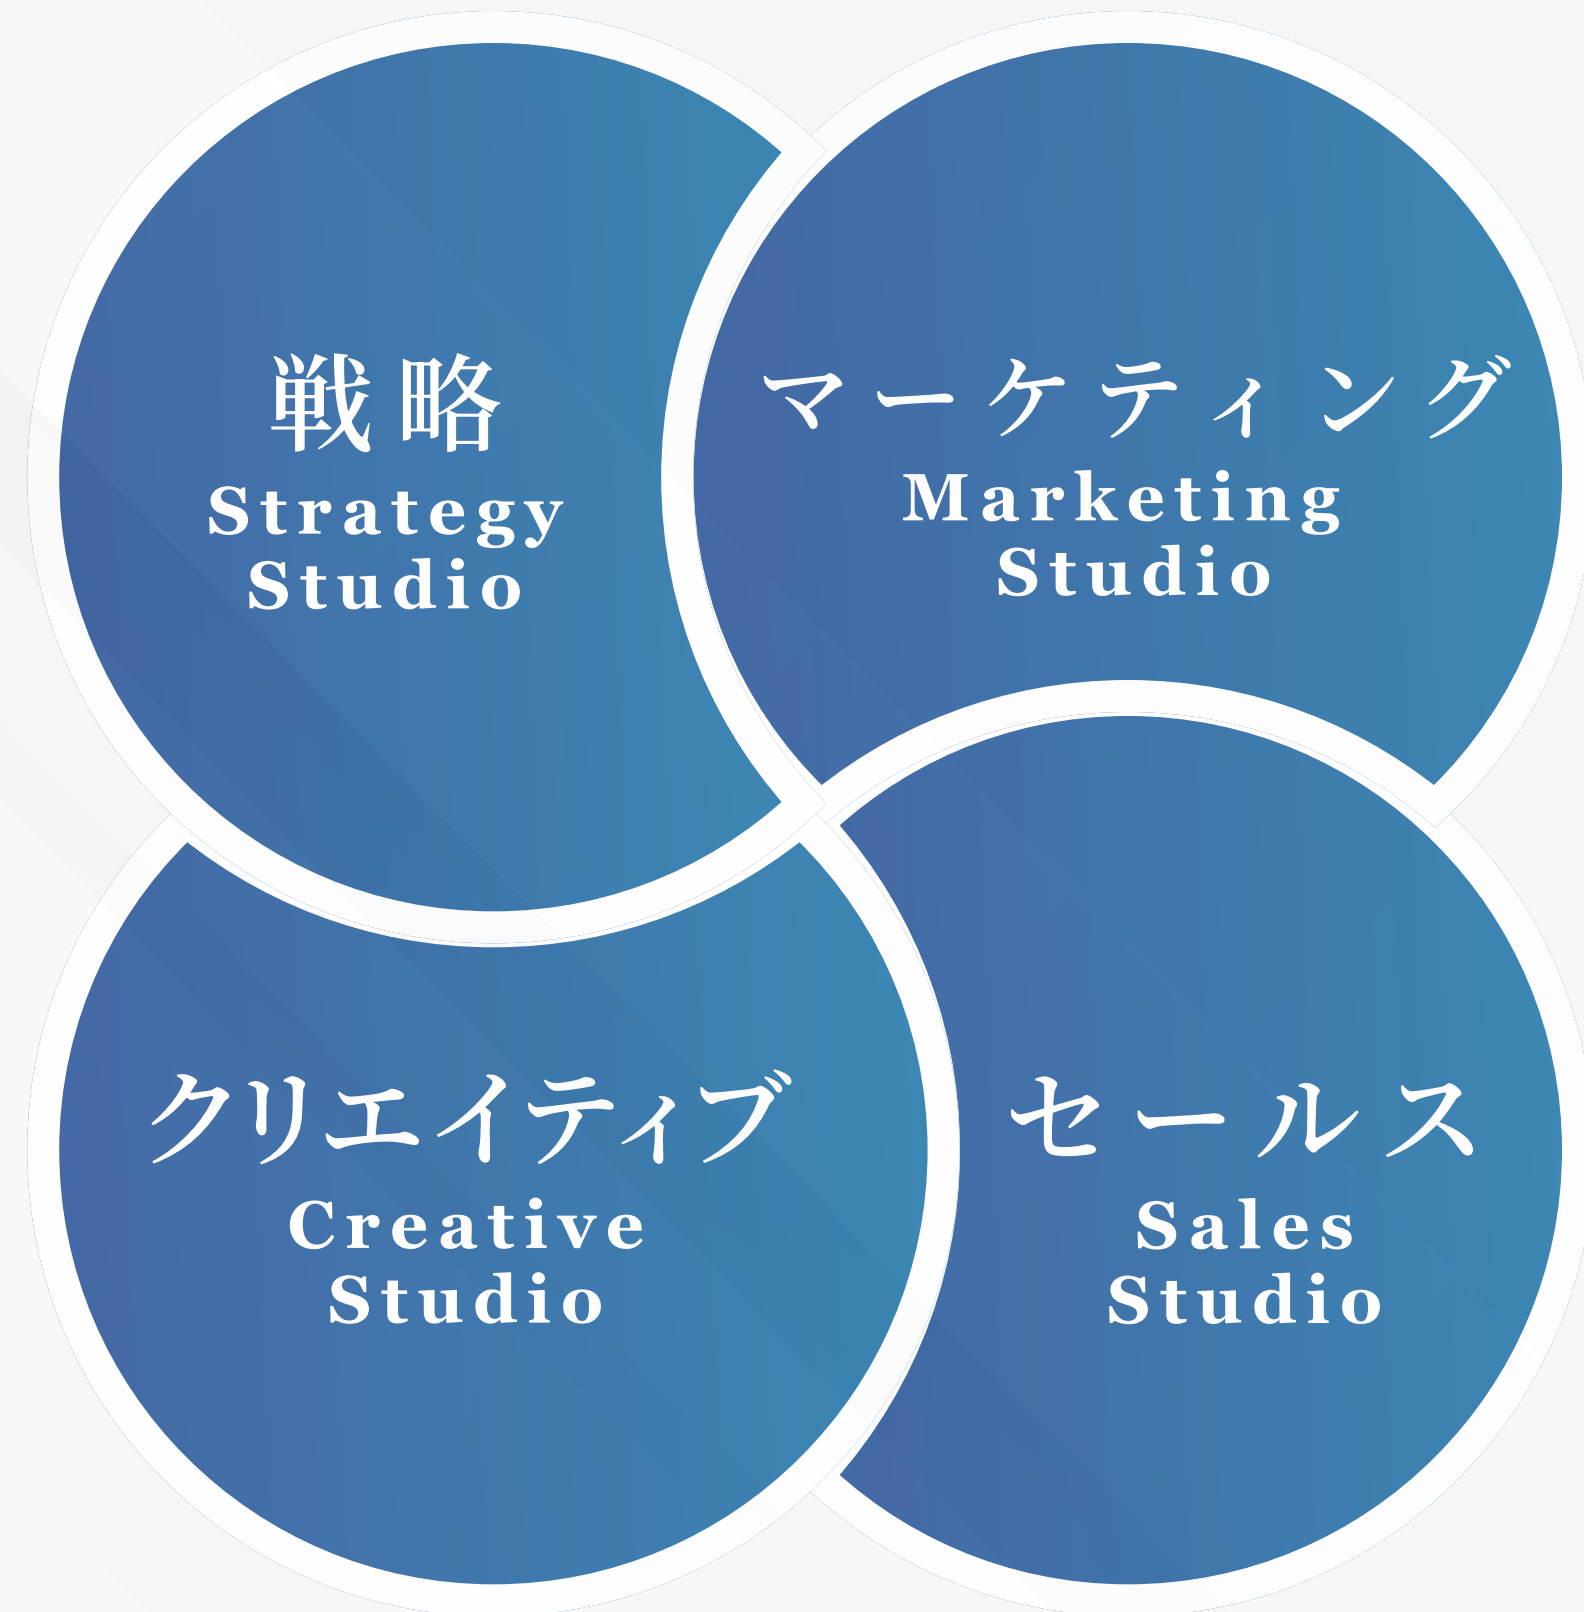 戦略
Strategy
Studio
マーケティング
Marketing
Studio
クリエイティブ
Creative
Studio
セールス
Sales
Studio